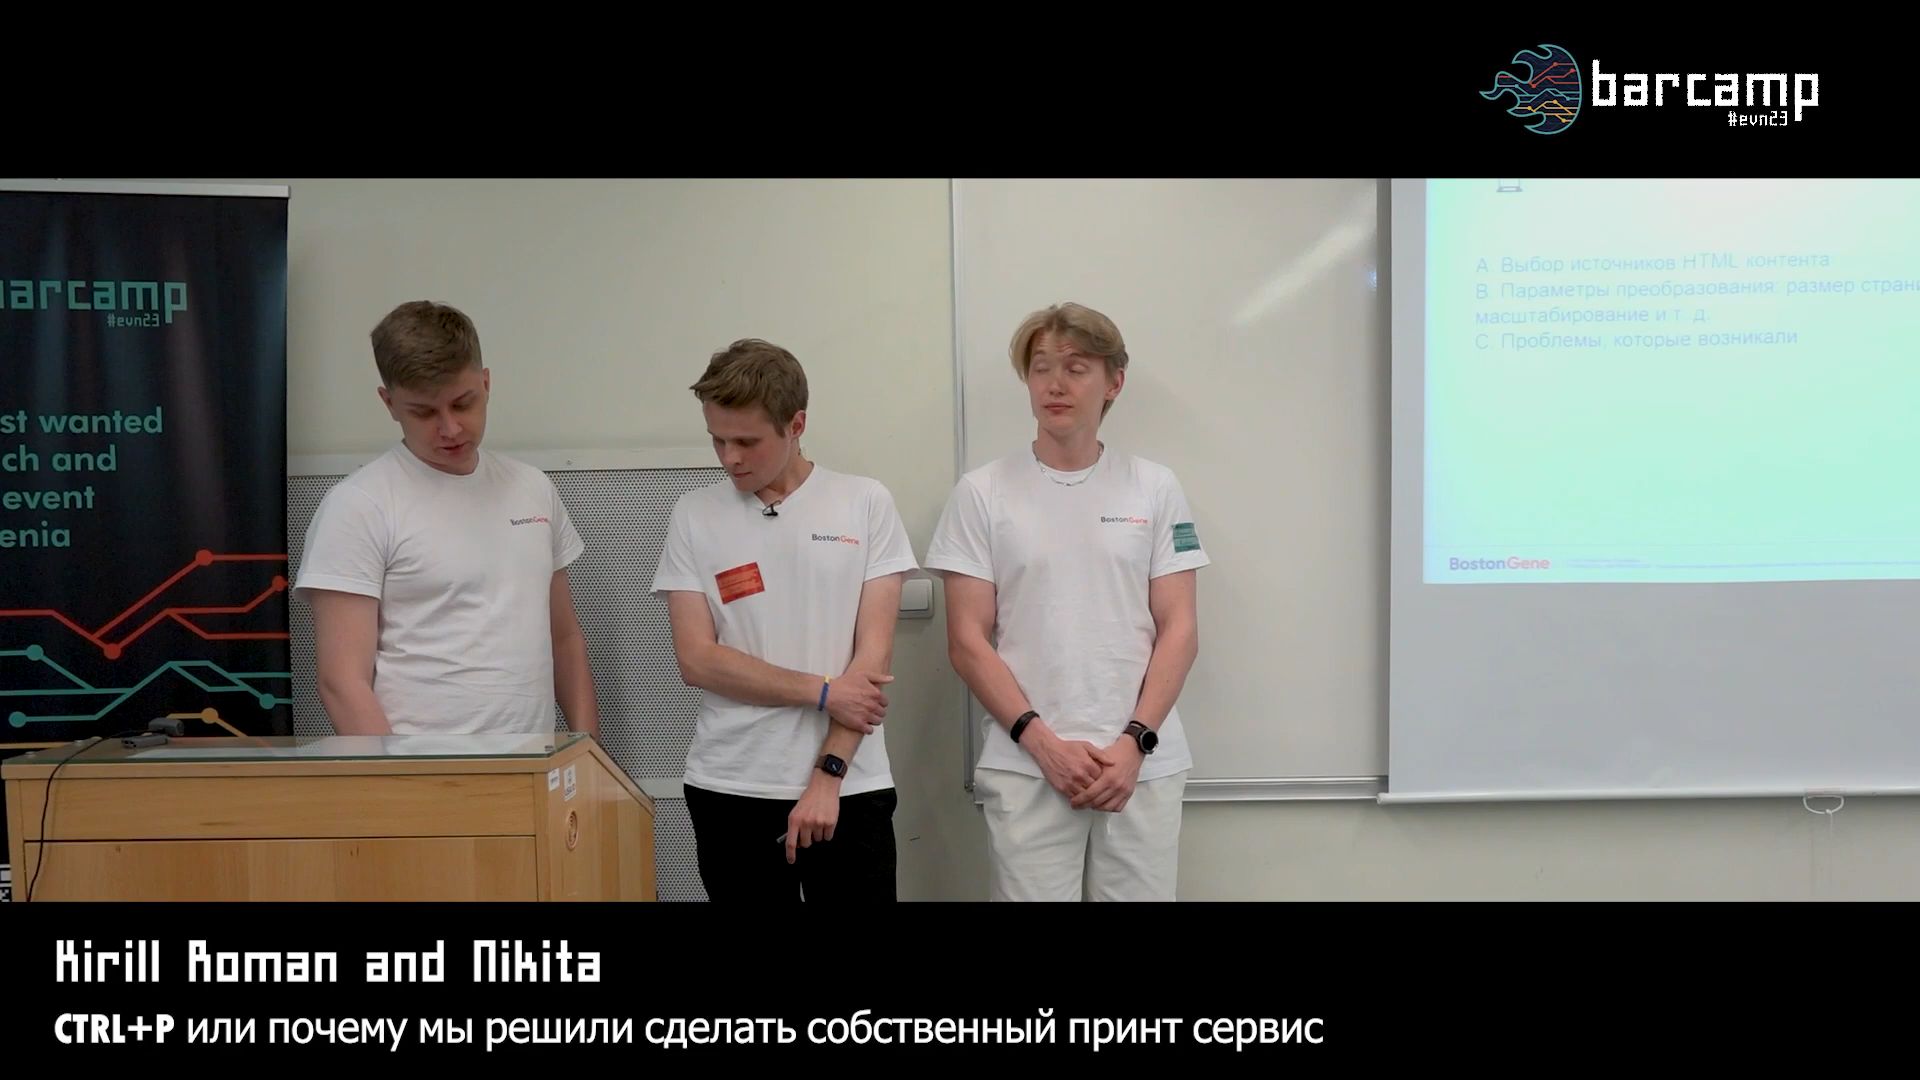 barcamp
#evn23
barcamp
#evn23
st wanted
ch and
event
enia
BostonGene
BostonGene
BostonGene
А. Выбор источников HTML контента
В. Параметры преобразования: размер страни
масштабирование и т. д.
С. Проблемы, которые возникали
BostonGene
Kirill Roman and Nikita
CTRL+P или почему мы решили сделать собственный принт сервис